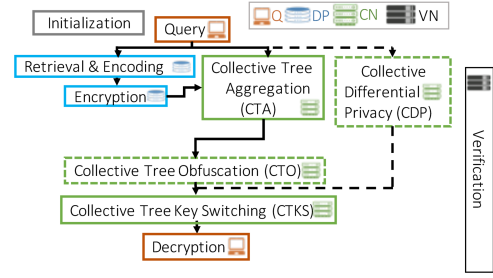 Initialization
Query
Q DP CN VN
Retrieval & Encoding
Encryption
Collective Tree
Aggregation
(CTA)
Collective
Differential
Privacy (CDP)
Verification
Collective Tree Obfuscation (CTO)
Collective Tree Key Switching (CTKS)
Decryption